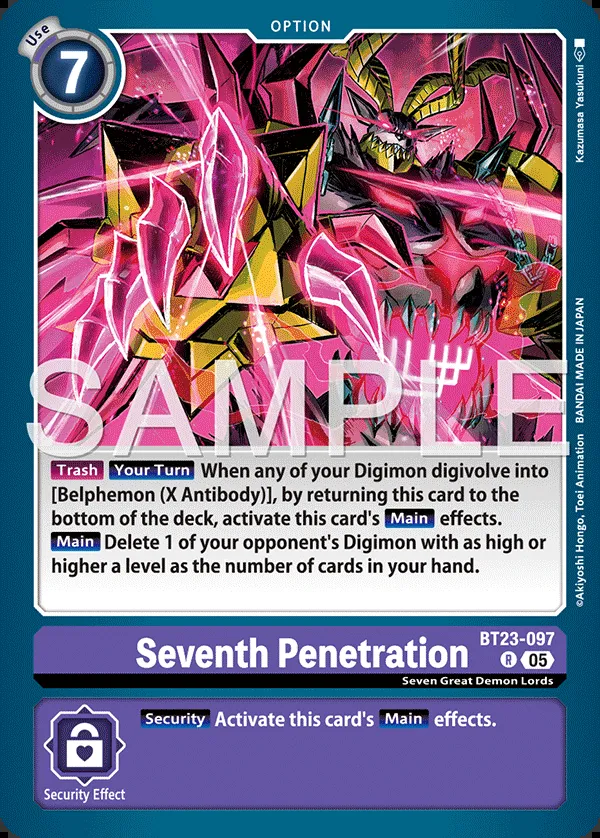 OPTION
Use
7
Kazumasa Yasukuni
SAMPLE
©Akiyoshi Hongo, Toei Animation BANDAI MADE IN JAPAN
Trash Your Turn When any of your Digimon digivolve into
[Belphemon (X Antibody)], by returning this card to the
bottom of the deck, activate this card's Main effects.
Main Delete 1 of your opponent's Digimon with as high or
higher a level as the number of cards in your hand.
BT23-097
Seventh Penetration
R 05
Seven Great Demon Lords
Security Activate this card's Main effects.
Security Effect